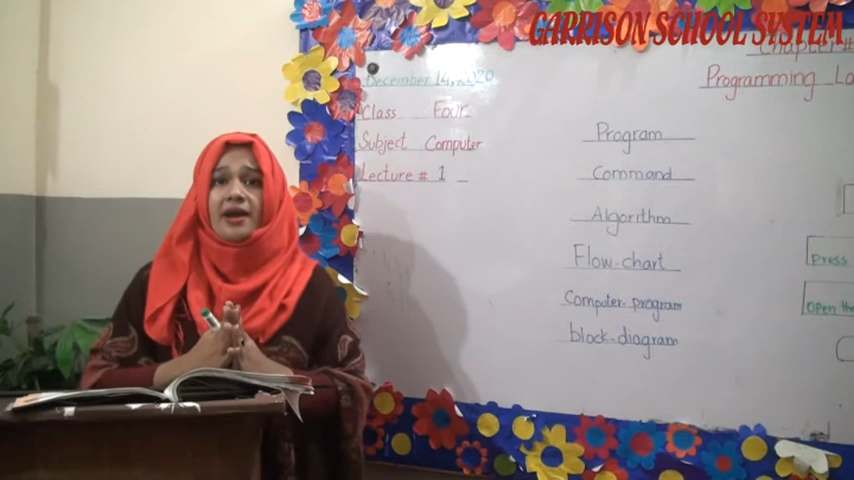 GARRISON SCHOOL SYSTEM
Chapter #
Programming
December 14, 2020
Class Four
Subject Computer
Lecture # 1
Program
Command
Algorithm
Flow-chart
Computer-program
block-diagram
Press
Open the